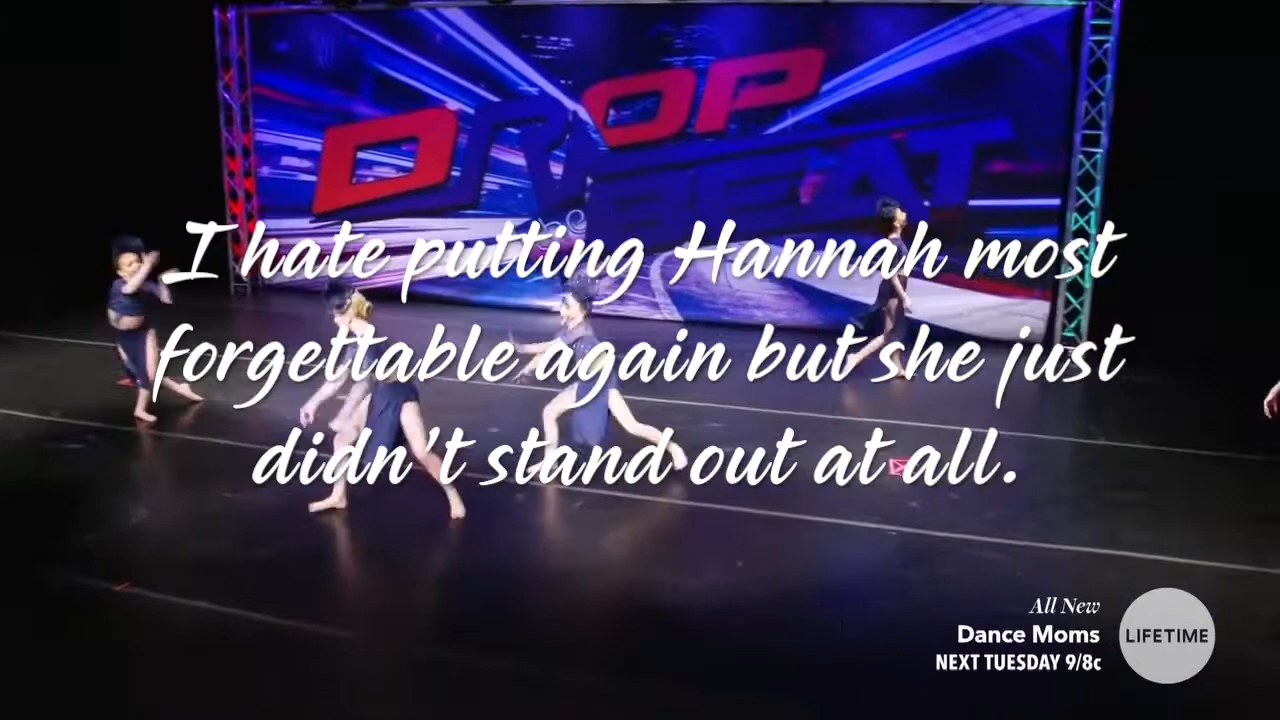 DROP
BEAT
I hate putting Hannah most
forgettable again but she just
didn't stand out at all.
All New
Dance Moms
NEXT TUESDAY 9/8c
LIFETIME